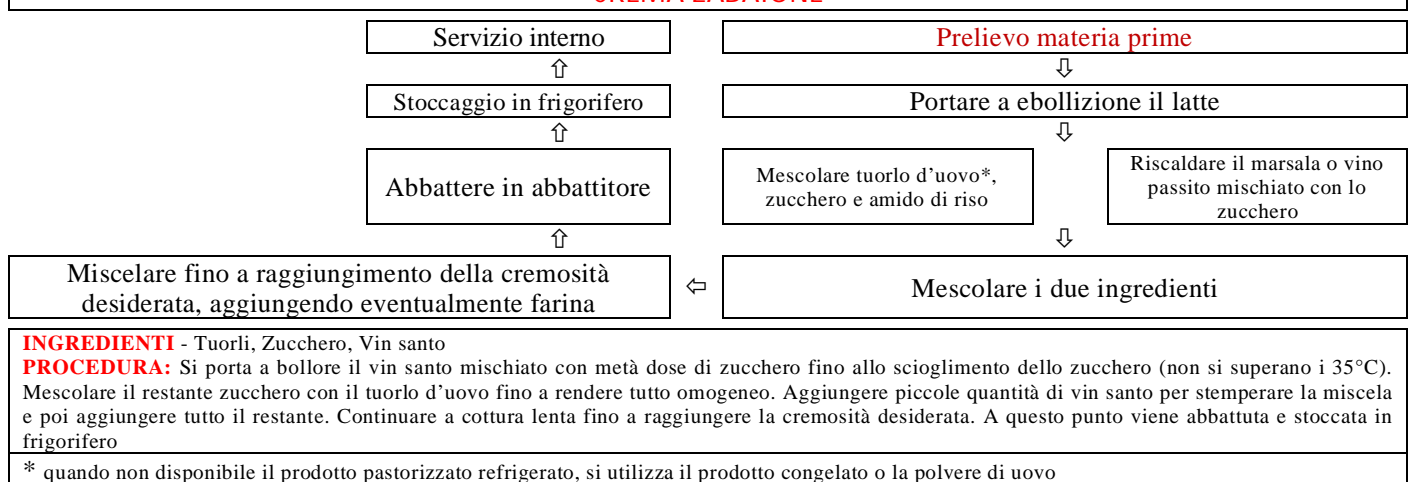 CREMA ZABAIONE
Servizio interno
Prelievo materia prime
⇧
⇩
Stoccaggio in frigorifero
Portare a ebollizione il latte
⇧
⇩
Abbattere in abbattitore
Mescolare tuorlo d'uovo*,
zucchero e amido di riso
Riscaldare il marsala o vino
passito mischiato con lo
zucchero
⇧
⇩
Miscelare fino a raggiungimento della cremosità
desiderata, aggiungendo eventualmente farina
⇦
Mescolare i due ingredienti
INGREDIENTI - Tuorli, Zucchero, Vin santo
PROCEDURA: Si porta a bollore il vin santo mischiato con metà dose di zucchero fino allo scioglimento dello zucchero (non si superano i 35°C).
Mescolare il restante zucchero con il tuorlo d'uovo fino a rendere tutto omogeneo. Aggiungere piccole quantità di vin santo per stemperare la miscela
e poi aggiungere tutto il restante. Continuare a cottura lenta fino a raggiungere la cremosità desiderata. A questo punto viene abbattuta e stoccata in
frigorifero
* quando non disponibile il prodotto pastorizzato refrigerato, si utilizza il prodotto congelato o la polvere di uovo